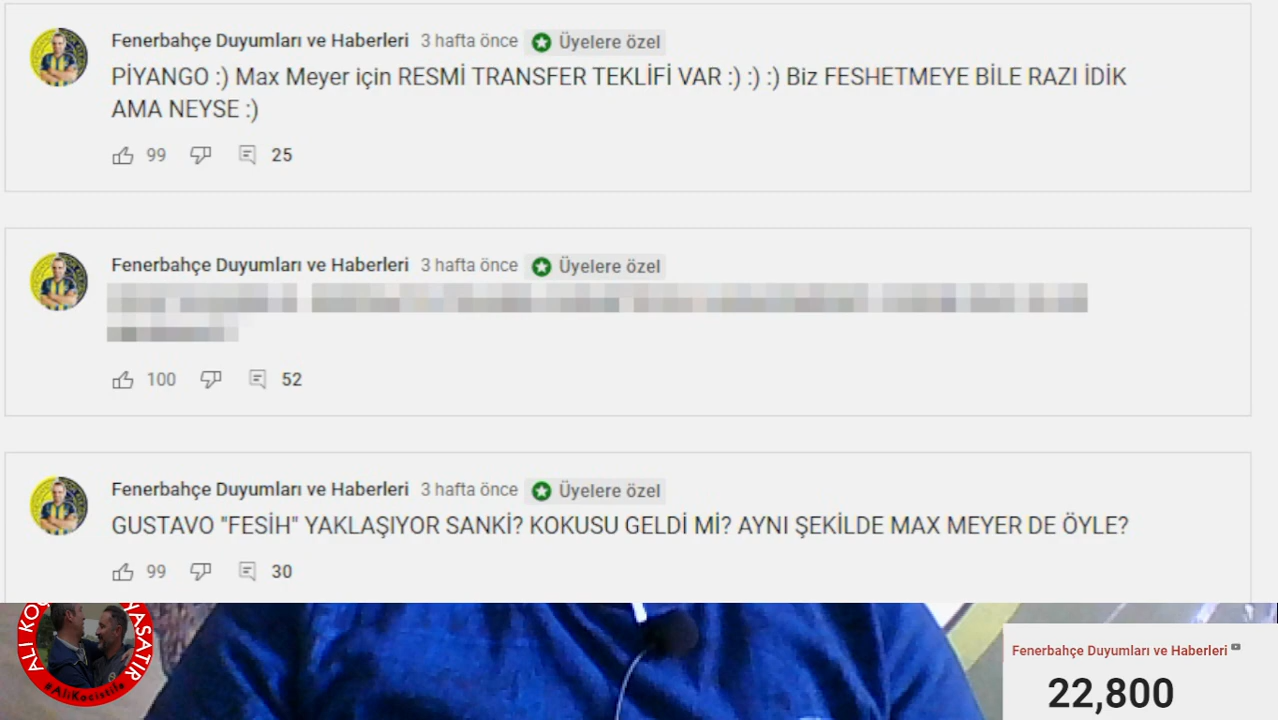 Fenerbahçe Duyumları ve Haberleri 3 hafta önce Üyelere özel
PİYANGO :) Max Meyer için RESMİ TRANSFER TEKLİFİ VAR :) :) :) Biz FESHETMEYE BİLE RAZI İDİK
AMA NEYSE :)
99 25
Fenerbahçe Duyumları ve Haberleri 3 hafta önce Üyelere özel
100 52
Fenerbahçe Duyumları ve Haberleri 3 hafta önce Üyelere özel
GUSTAVO "FESİH" YAKLAŞIYOR SANKİ? KOKUSU GELDİ Mİ? AYNI ŞEKİLDE MAX MEYER DE ÖYLE?
99 30
ALİ
#AliKocistifa
Fenerbahçe Duyumları ve Haberleri
22,800